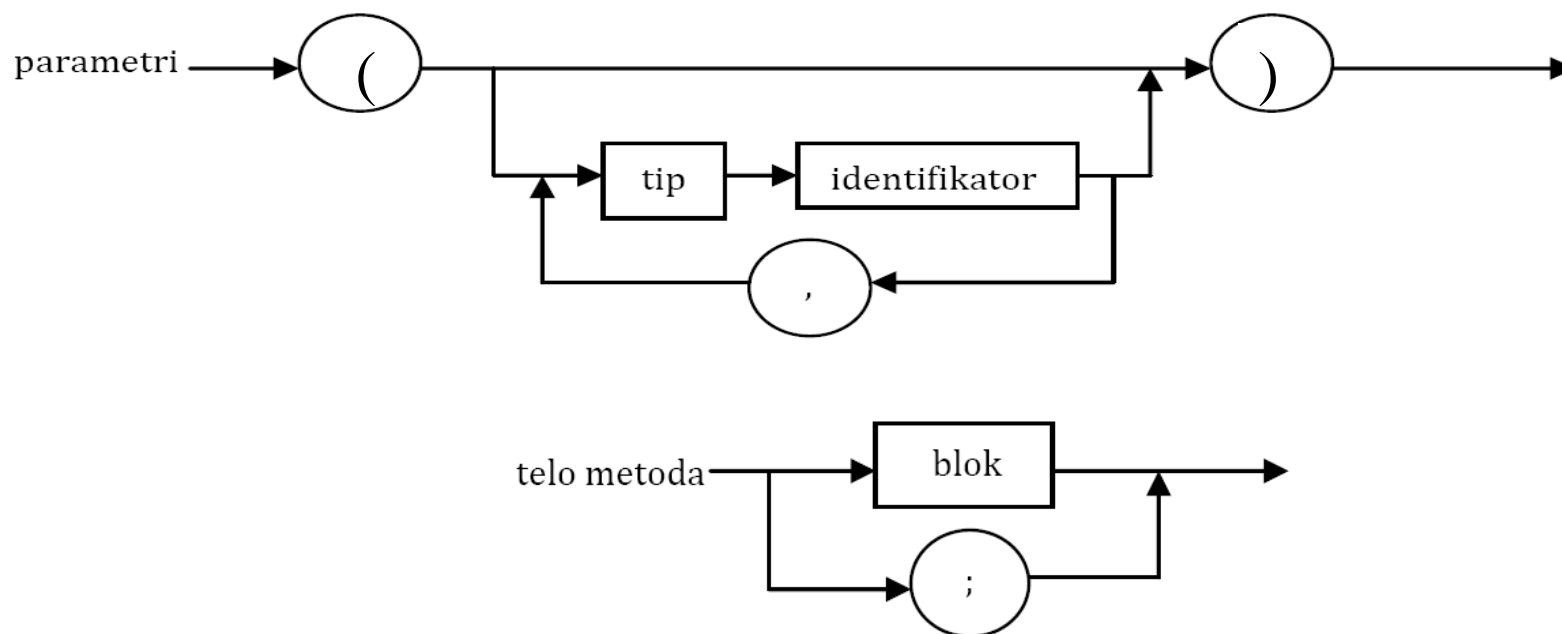 parametri ( )
tip identifikator
,
telo metoda blok
;